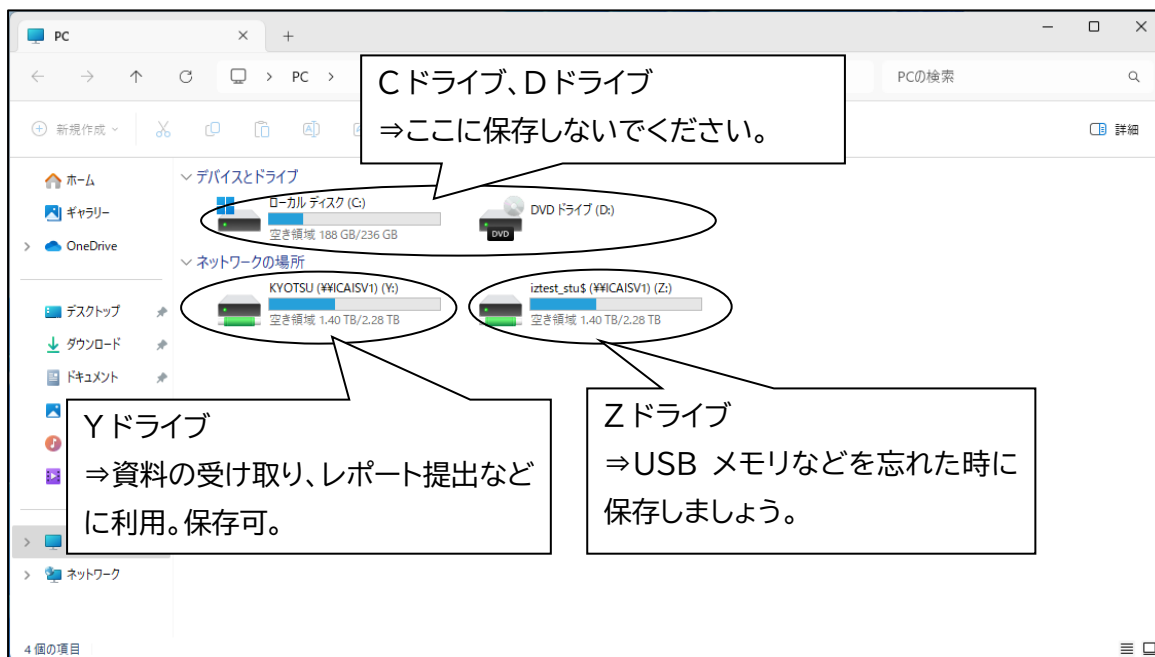 PC
PC
PCの検索
新規作成
詳細
Cドライブ、Dドライブ
⇒ここに保存しないでください。
ホーム
ギャラリー
OneDrive
デスクトップ
ダウンロード
ドキュメント
ネットワーク
デバイスとドライブ
ローカル ディスク (C:)
空き領域 188 GB/236 GB
DVD
DVD ドライブ (D:)
ネットワークの場所
KYOTSU (¥¥ICAISV1) (Y:)
空き領域 1.40 TB/2.28 TB
iztest_stu$ (¥¥ICAISV1) (Z:)
空き領域 1.40 TB/2.28 TB
Yドライブ
⇒資料の受け取り、レポート提出など
に利用。保存可。
Zドライブ
⇒USB メモリなどを忘れた時に
保存しましょう。
4 個の項目